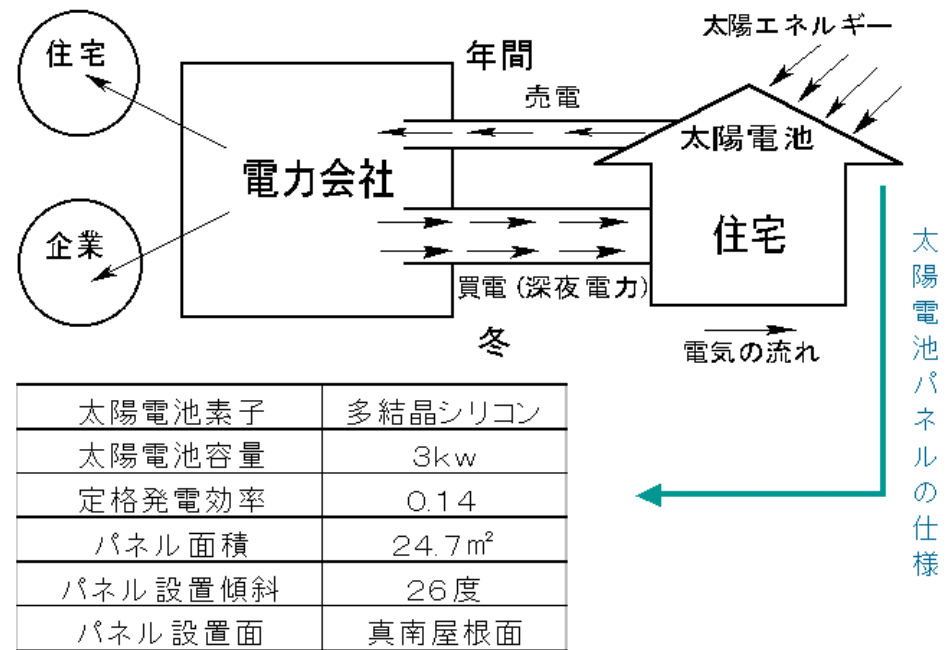 太陽エネルギー
住宅
年間
売電
太陽電池
電力会社
住宅
企業
買電(深夜電力)
冬
電気の流れ
太陽電池パネルの仕様
太陽電池素子 多結晶シリコン
太陽電池容量 3kw
定格発電効率 0.14
パネル面積 24.7㎡
パネル設置傾斜 26度
パネル設置面 真南屋根面